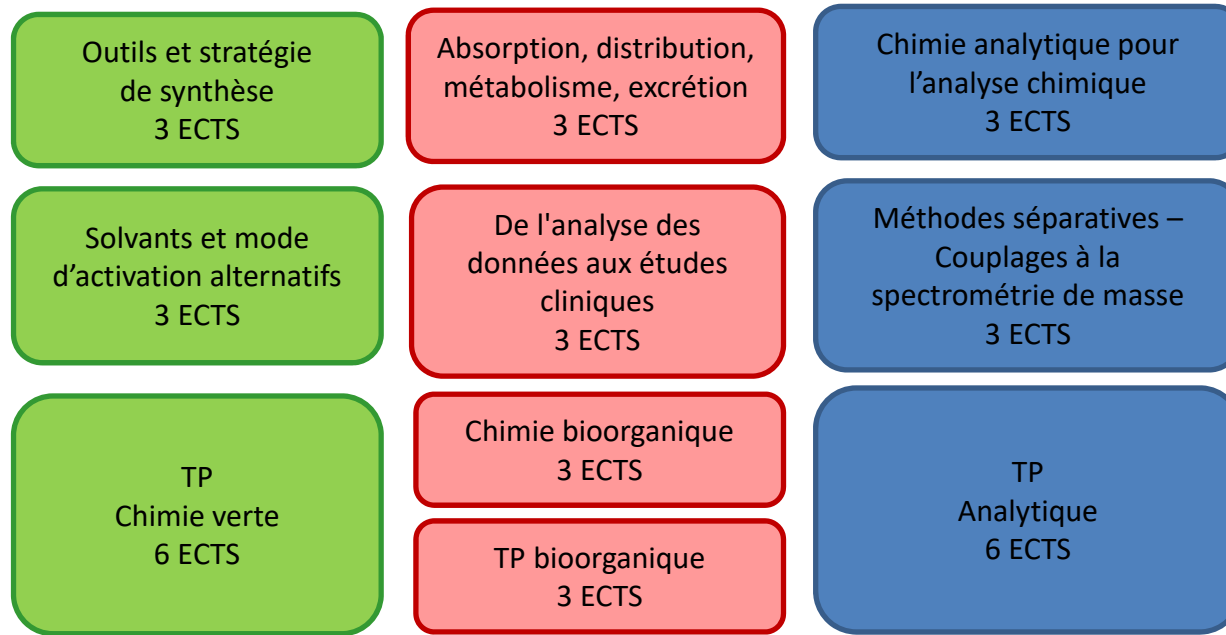 Outils et stratégie
de synthèse
3 ECTS
Absorption, distribution,
métabolisme, excrétion
3 ECTS
Chimie analytique pour
l’analyse chimique
3 ECTS
Solvants et mode
d’activation alternatifs
3 ECTS
De l'analyse des
données aux études
cliniques
3 ECTS
Méthodes séparatives –
Couplages à la
spectrométrie de masse
3 ECTS
TP
Chimie verte
6 ECTS
Chimie bioorganique
3 ECTS
TP bioorganique
3 ECTS
TP
Analytique
6 ECTS